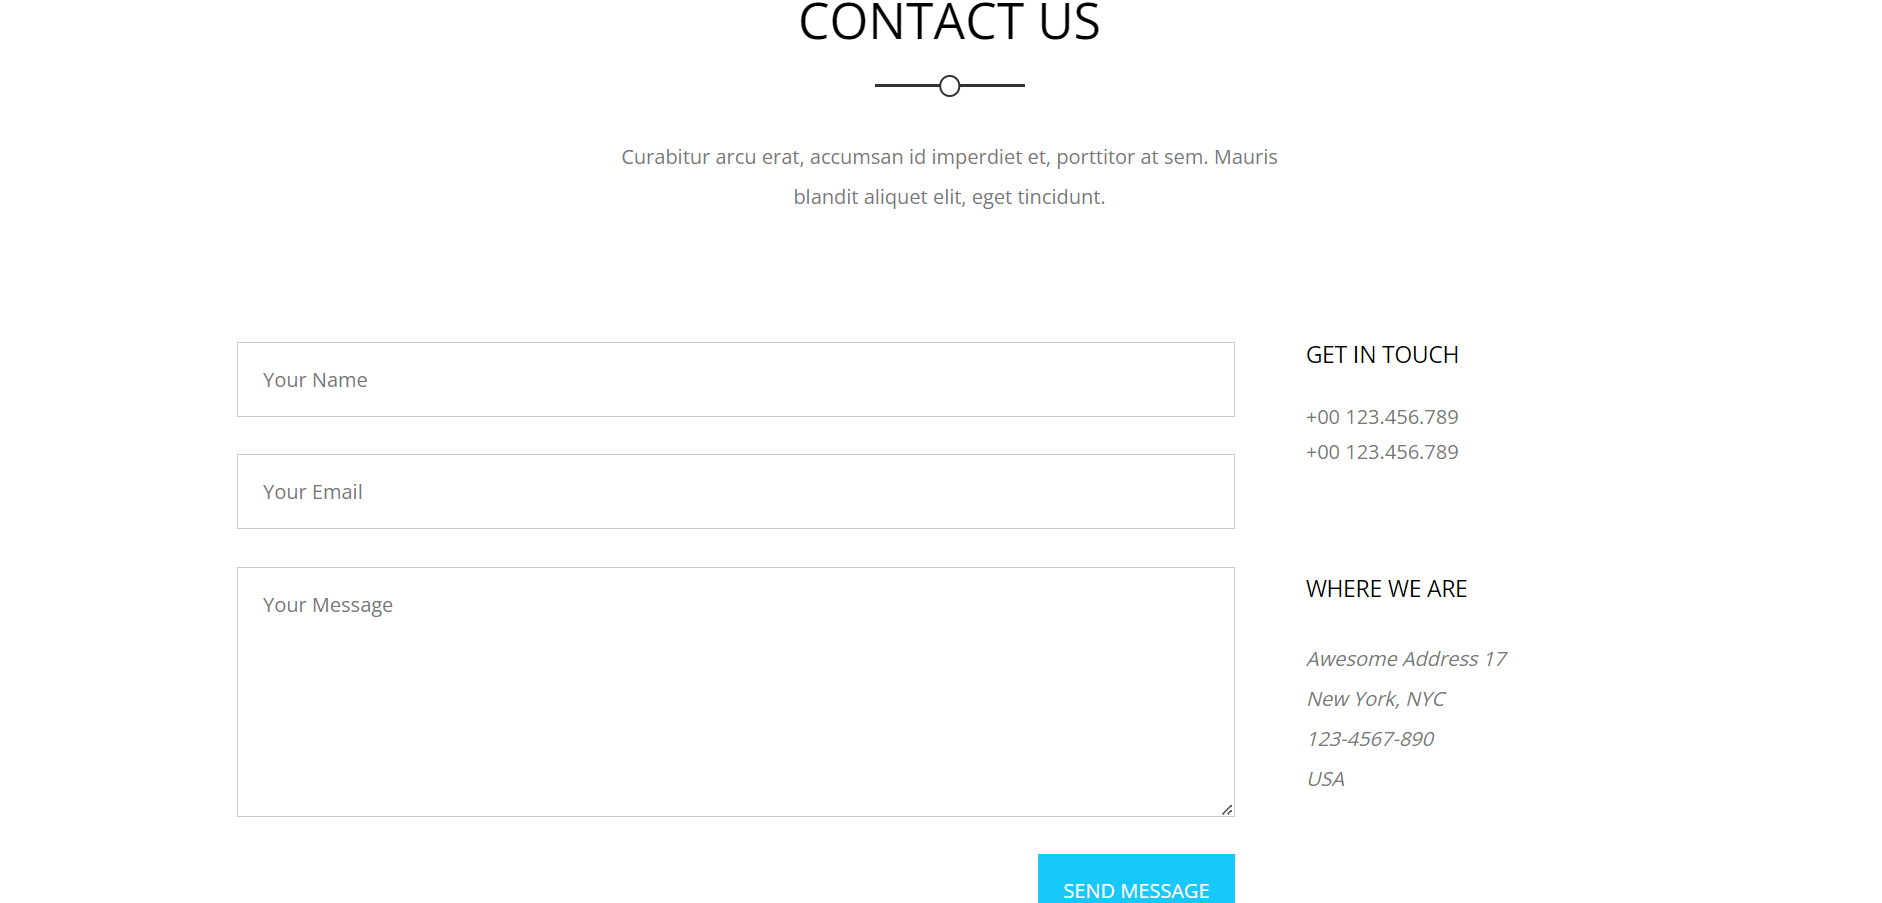 CONTACT US
Curabitur arcu erat, accumsan id imperdiet et, porttitor at sem. Mauris
blandit aliquet elit, eget tincidunt.
Your Name
Your Email
Your Message
SEND MESSAGE
GET IN TOUCH
+00 123.456.789
+00 123.456.789
WHERE WE ARE
Awesome Address 17
New York, NYC
123-4567-890
USA